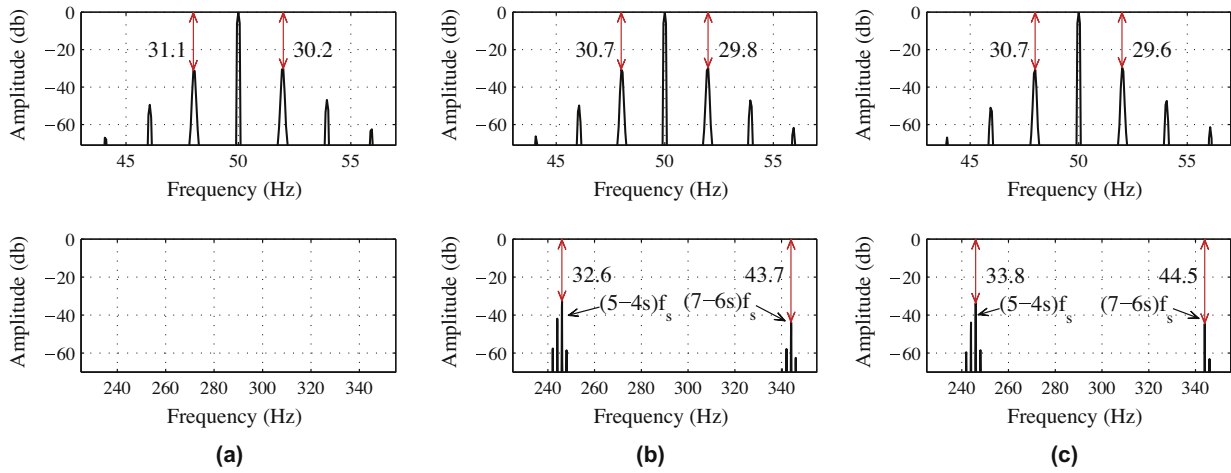 0
−20
−40
−60
Amplitude (db)
31.1
30.2
45
50
55
Frequency (Hz)
0
−20
−40
−60
Amplitude (db)
30.7
29.8
45
50
55
Frequency (Hz)
0
−20
−40
−60
Amplitude (db)
30.7
29.6
45
50
55
Frequency (Hz)
0
−20
−40
−60
Amplitude (db)
240 260 280 300 320 340
Frequency (Hz)
0
−20
−40
−60
Amplitude (db)
32.6
43.7
(5−4s)fs
(7−6s)fs
240 260 280 300 320 340
Frequency (Hz)
0
−20
−40
−60
Amplitude (db)
33.8
44.5
(5−4s)fs
(7−6s)fs
240 260 280 300 320 340
Frequency (Hz)
(a)
(b)
(c)